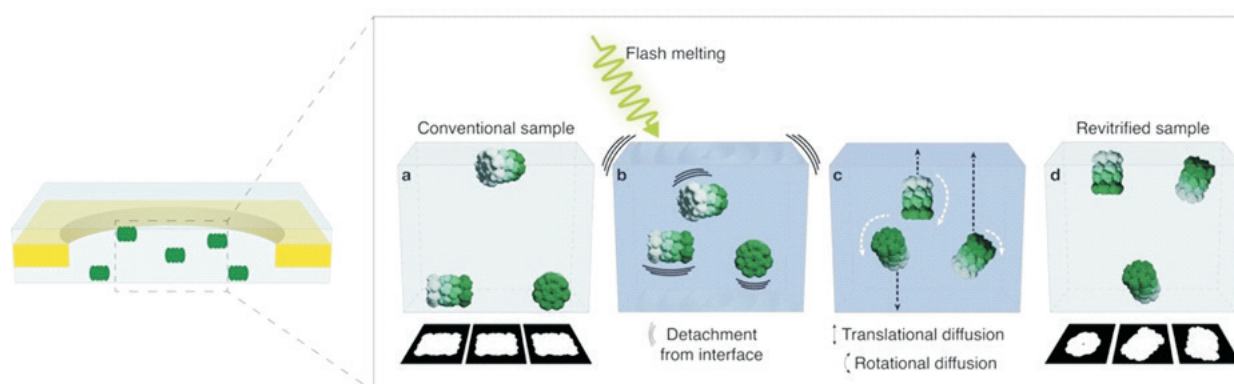 Flash melting
Conventional sample
Revitrified sample
a
b
c
d
Detachment
from interface
Translational diffusion
Rotational diffusion